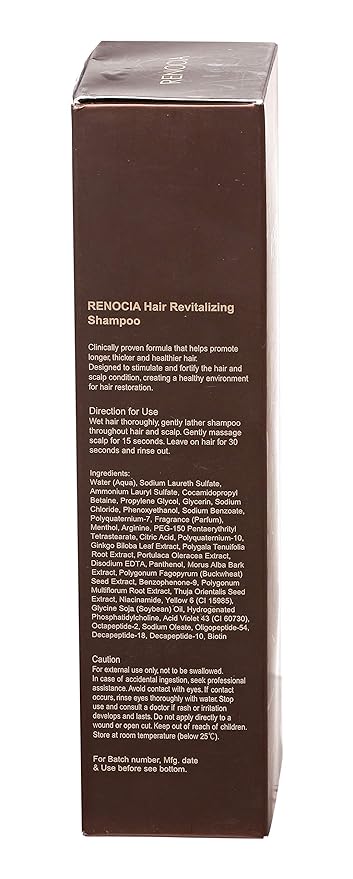 RENOCIA
RENOCIA Hair Revitalizing
Shampoo
Clinically proven formula that helps promote
longer, thicker and healthier hair.
Designed to stimulate and fortify the hair and
scalp condition, creating a healthy environment
for hair restoration.
Direction for Use
Wet hair thoroughly, gently lather shampoo
throughout hair and scalp. Gently massage
scalp for 15 seconds. Leave on hair for 30
seconds and rinse out.
Ingredients:
Water (Aqua), Sodium Laureth Sulfate,
Ammonium Lauryl Sulfate, Cocamidopropyl
Betaine, Propylene Glycol, Glycerin, Sodium
Chloride, Phenoxyethanol, Sodium Benzoate,
Polyquaternium-7, Fragrance (Parfum),
Menthol, Arginine, PEG-150 Pentaerythrityl
Tetrastearate, Citric Acid, Polyquaternium-10,
Ginkgo Biloba Leaf Extract, Polygala Tenuifolia
Root Extract, Portulaca Oleracea Extract,
Disodium EDTA, Panthenol, Morus Alba Bark
Extract, Polygonum Fagopyrum (Buckwheat)
Seed Extract, Benzophenone-9, Polygonum
Multiflorum Root Extract, Thuja Orientalis Seed
Extract, Niacinamide, Yellow 6 (CI 15985),
Glycine Soja (Soybean) Oil, Hydrogenated
Phosphatidylcholine, Acid Violet 43 (CI 60730),
Octapeptide-2, Sodium Oleate, Oligopeptide-54,
Decapeptide-18, Decapeptide-10, Biotin
Caution
For external use only, not to be swallowed.
In case of accidental ingestion, seek professional
assistance. Avoid contact with eyes. If contact
occurs, rinse eyes thoroughly with water. Stop
use and consult a doctor if rash or irritation
develops and lasts. Do not apply directly to a
wound or open cut. Keep out of reach of children.
Store at room temperature (below 25℃).
For Batch number, Mfg. date
& Use before see bottom.